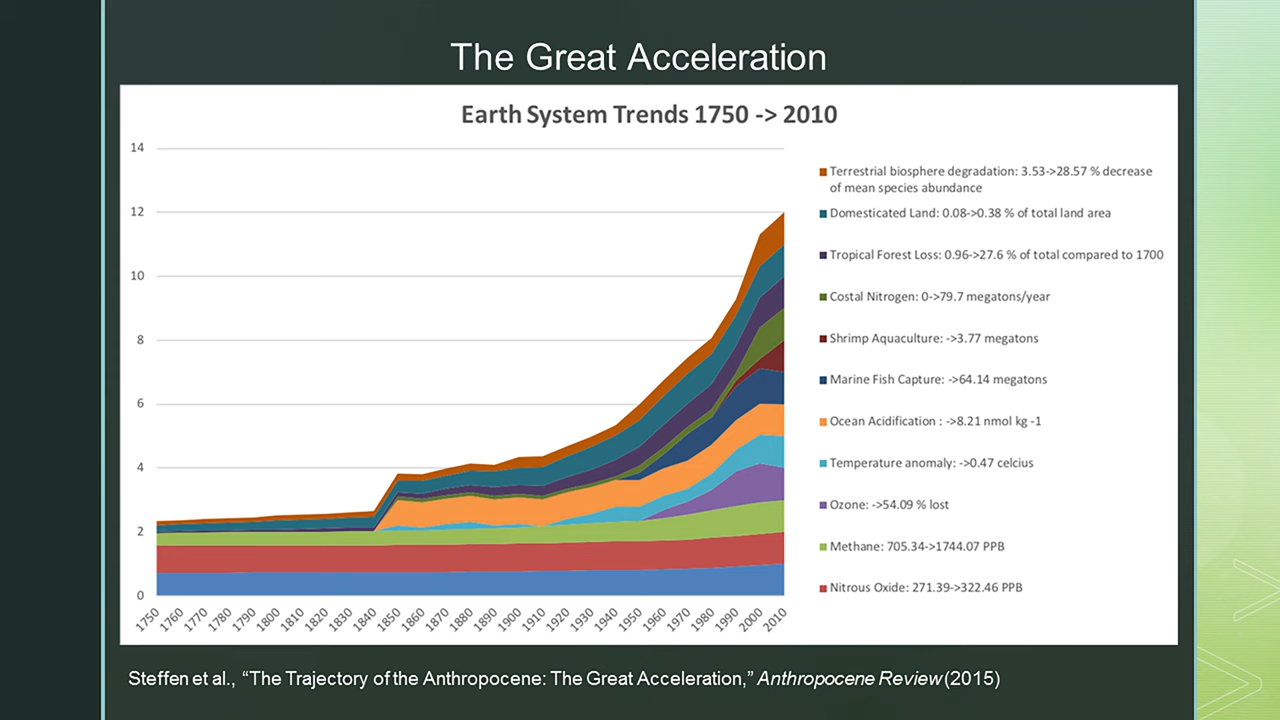 The Great Acceleration
Earth System Trends 1750 -> 2010
14
12
10
8
6
4
2
0
1750 1760 1770 1780 1790 1800 1810 1820 1830 1840 1850 1860 1870 1880 1890 1900 1910 1920 1930 1940 1950 1960 1970 1980 1990 2000 2010
Terrestrial biosphere degradation: 3.53->28.57 % decrease
of mean species abundance
Domesticated Land: 0.08->0.38 % of total land area
Tropical Forest Loss: 0.96->27.6 % of total compared to 1700
Costal Nitrogen: 0->79.7 megatons/year
Shrimp Aquaculture: ->3.77 megatons
Marine Fish Capture: ->64.14 megatons
Ocean Acidification : ->8.21 nmol kg -1
Temperature anomaly: ->0.47 celcius
Ozone: ->54.09 % lost
Methane: 705.34->1744.07 PPB
Nitrous Oxide: 271.39->322.46 PPB
Steffen et al., “The Trajectory of the Anthropocene: The Great Acceleration,” Anthropocene Review (2015)